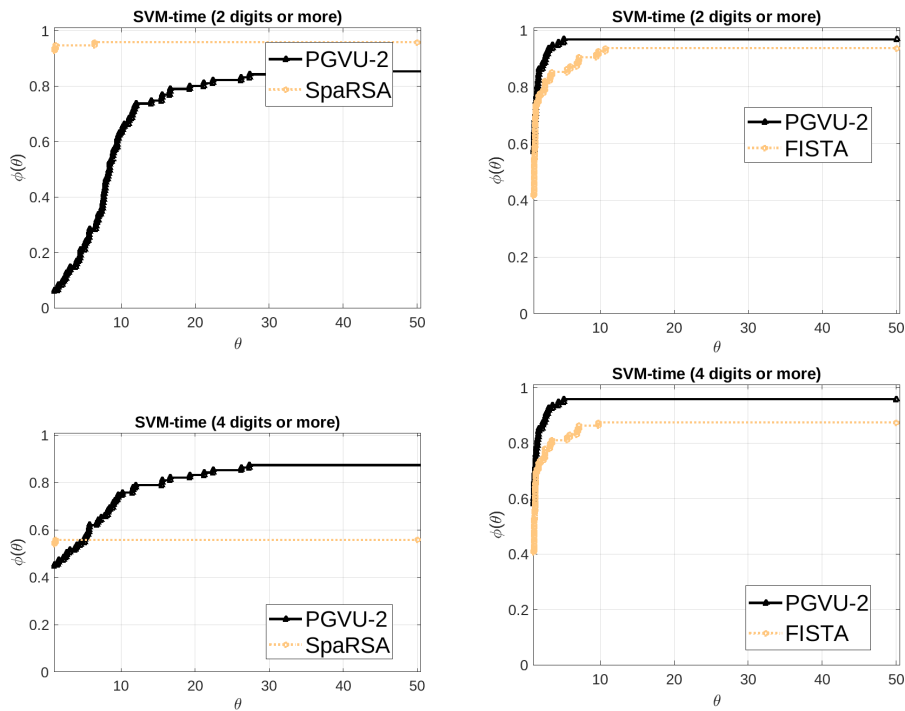 SVM-time (2 digits or more)
1
0.8
0.6
0.4
0.2
0
ϕ(θ)
10
20
30
40
50
θ
PGVU-2
SpaRSA
SVM-time (2 digits or more)
1
0.8
0.6
0.4
0.2
0
ϕ(θ)
10
20
30
40
50
θ
PGVU-2
FISTA
SVM-time (4 digits or more)
1
0.8
0.6
0.4
0.2
0
ϕ(θ)
10
20
30
40
50
θ
PGVU-2
SpaRSA
SVM-time (4 digits or more)
1
0.8
0.6
0.4
0.2
0
ϕ(θ)
10
20
30
40
50
θ
PGVU-2
FISTA